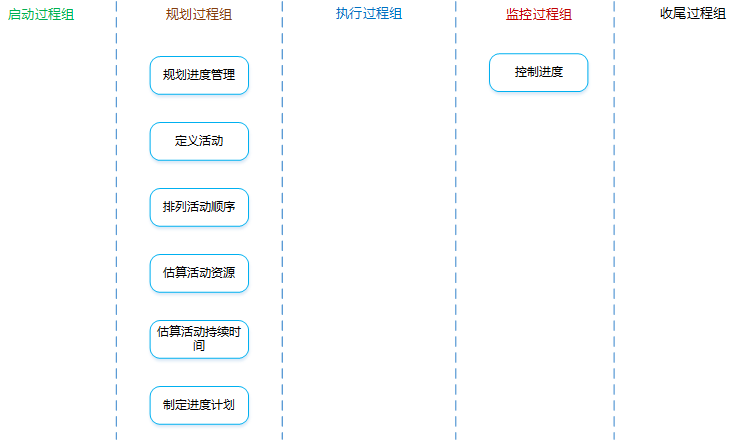 启动过程组
规划过程组
执行过程组
监控过程组
收尾过程组
规划进度管理
控制进度
定义活动
排列活动顺序
估算活动资源
估算活动持续时
间
制定进度计划